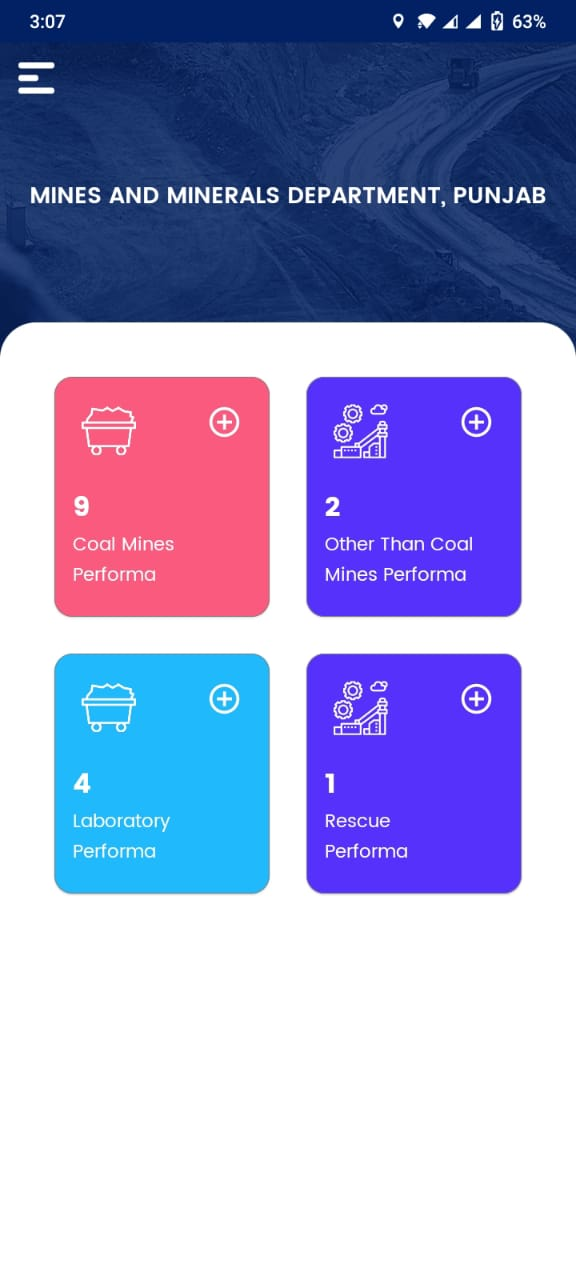 3:07
63%
MINES AND MINERALS DEPARTMENT, PUNJAB
9
Coal Mines
Performa
2
Other Than Coal
Mines Performa
4
Laboratory
Performa
1
Rescue
Performa